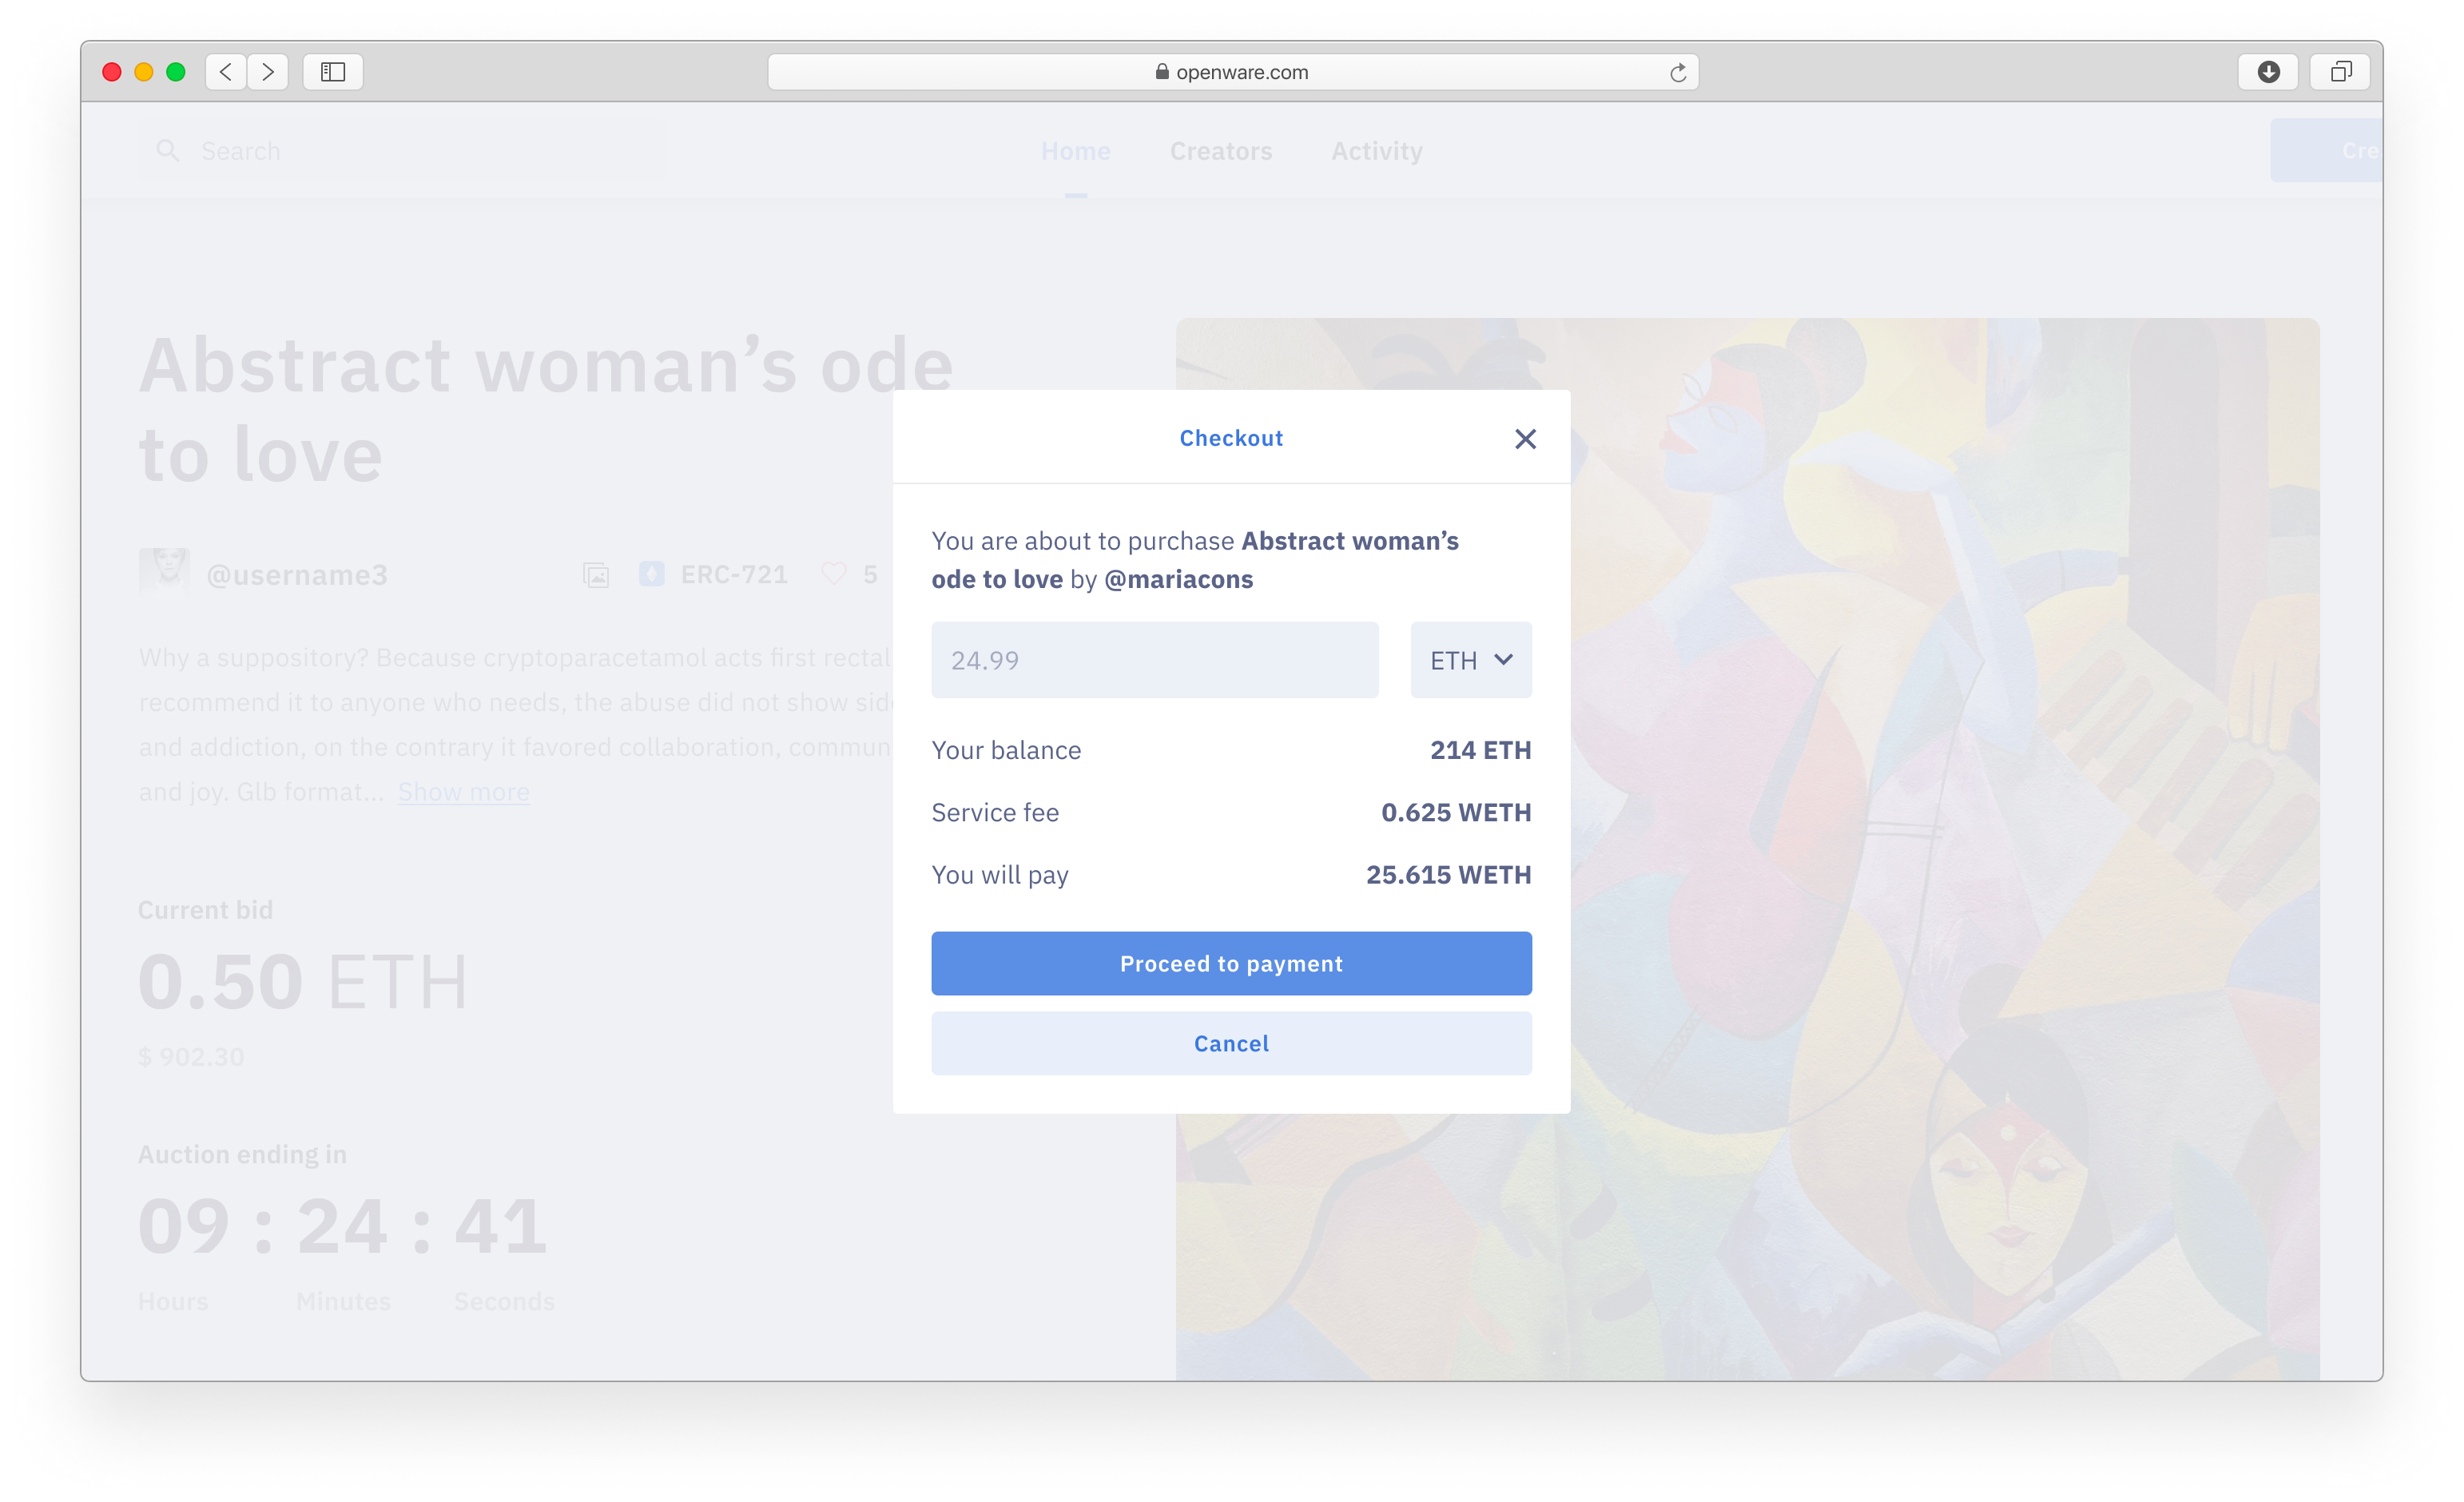 openware.com
Search
Home Creators Activity
Cre
Abstract woman’s ode
to love
@username3 ERC-721 5
Why a suppository? Because cryptoparacetamol acts first rectal
recommend it to anyone who needs, the abuse did not show sid
and addiction, on the contrary it favored collaboration, commun
and joy. Glb format... Show more
Current bid
0.50 ETH
$ 902.30
Auction ending in
09 : 24 : 41
Hours Minutes Seconds
Checkout
You are about to purchase Abstract woman’s
ode to love by @mariacons
24.99 ETH
Your balance 214 ETH
Service fee 0.625 WETH
You will pay 25.615 WETH
Proceed to payment
Cancel